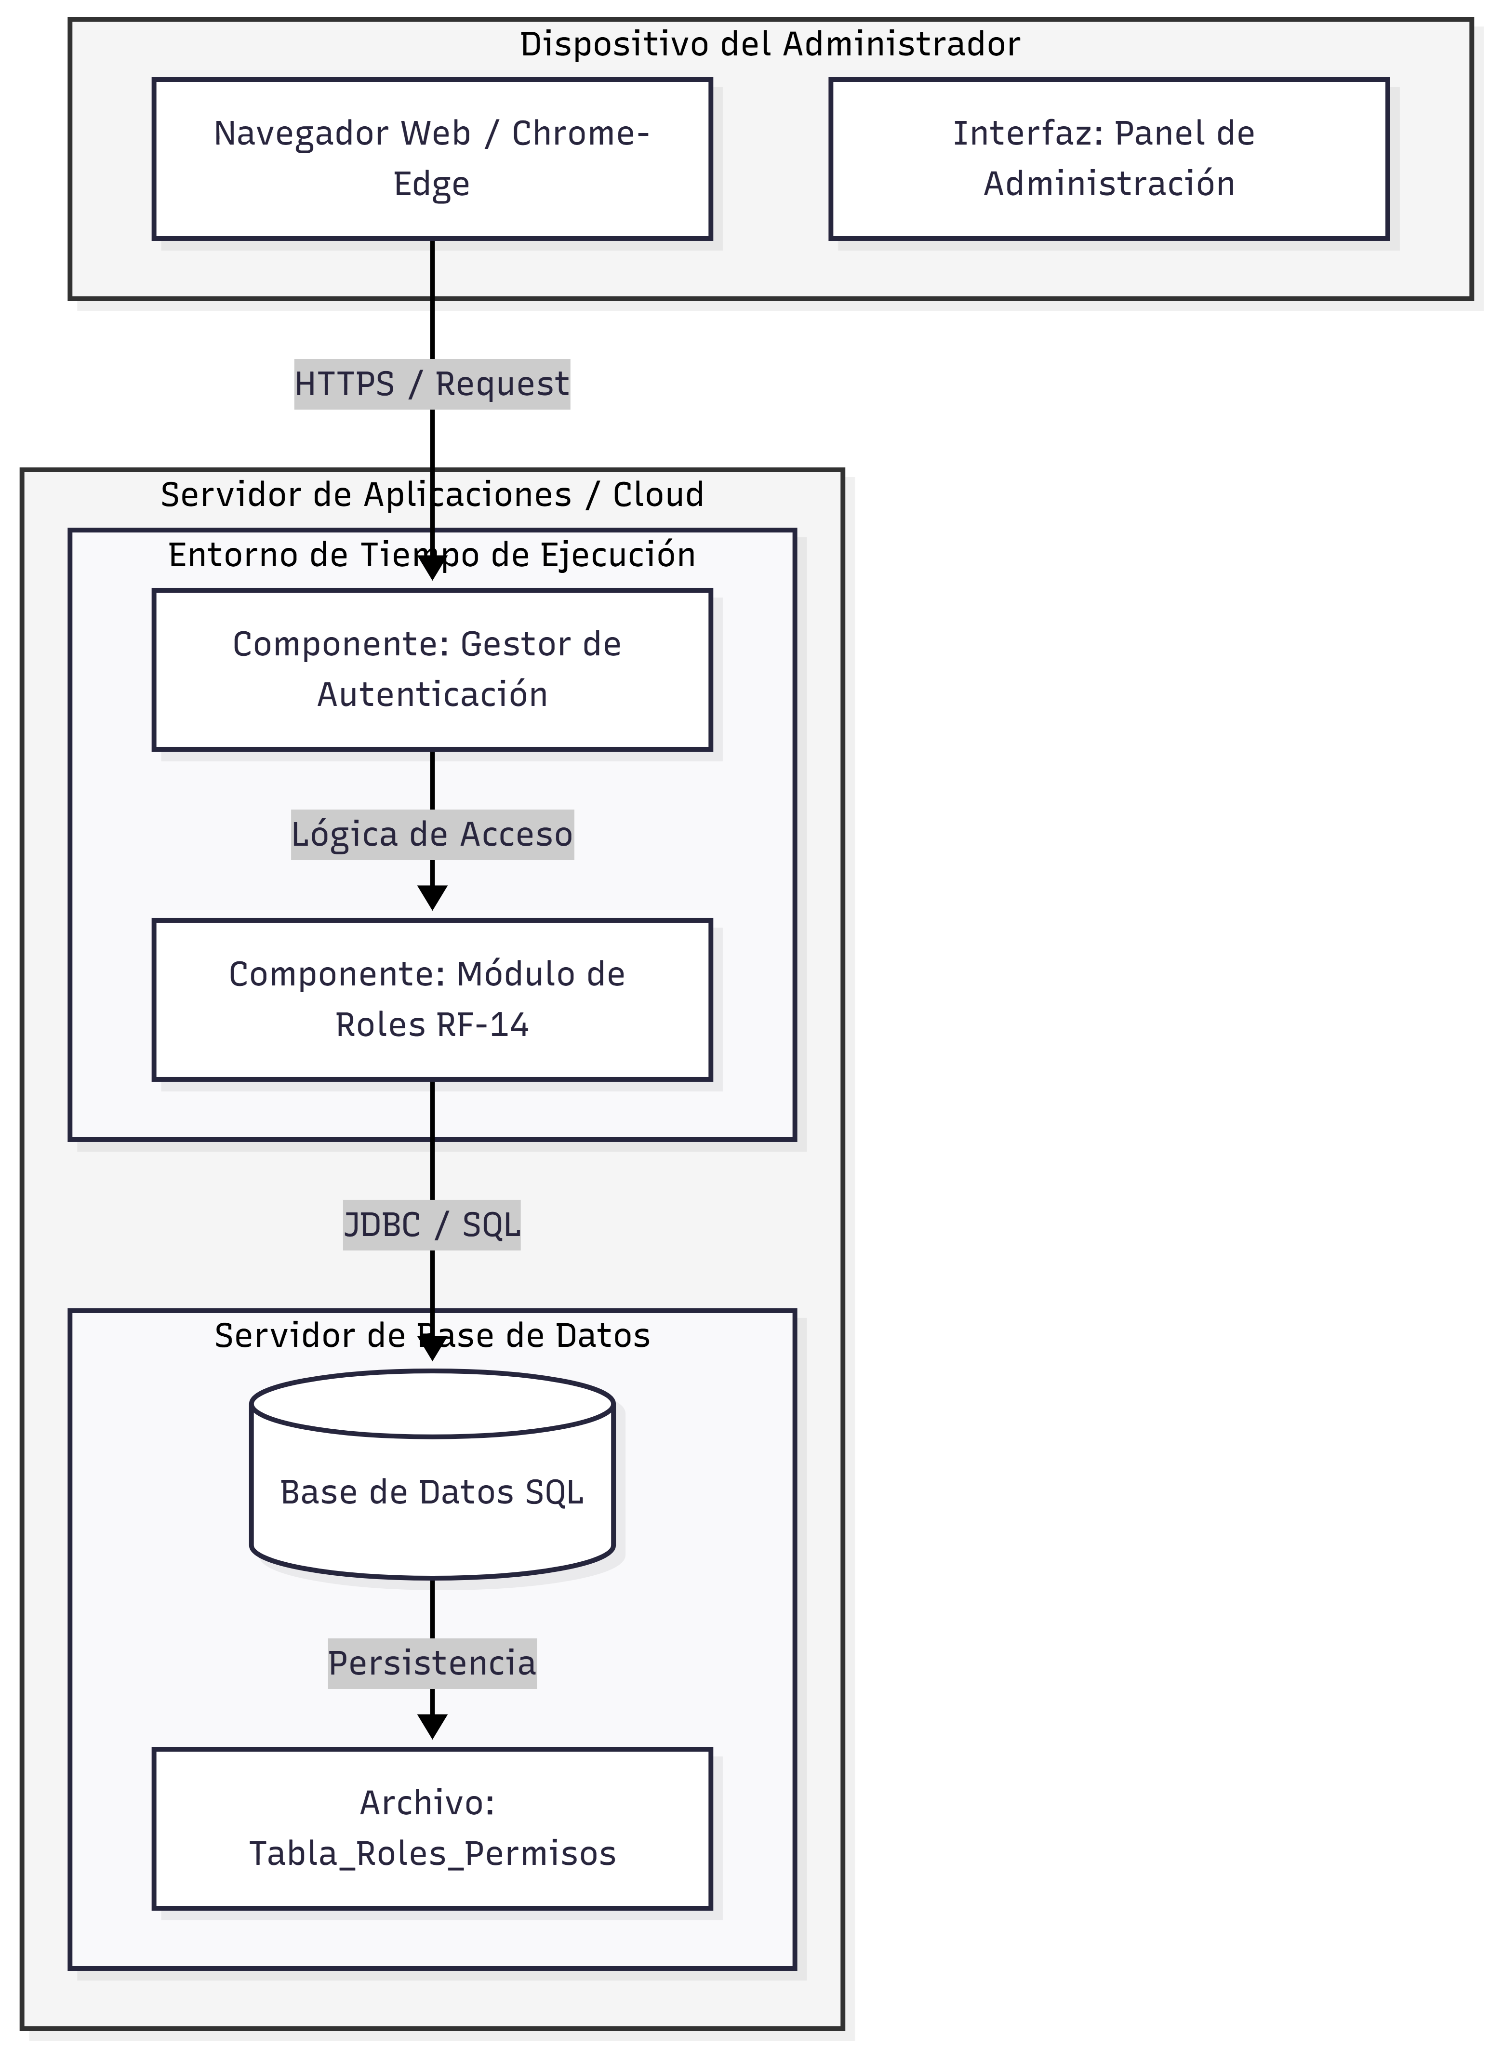 Dispositivo del Administrador
Navegador Web / Chrome-
Edge
Interfaz: Panel de
Administración
HTTPS / Request
Servidor de Aplicaciones / Cloud
Entorno de Tiempo de Ejecución
Componente: Gestor de
Autenticación
Lógica de Acceso
Componente: Módulo de
Roles RF-14
JDBC / SQL
Servidor de Base de Datos
Base de Datos SQL
Persistencia
Archivo:
Tabla_Roles_Permisos